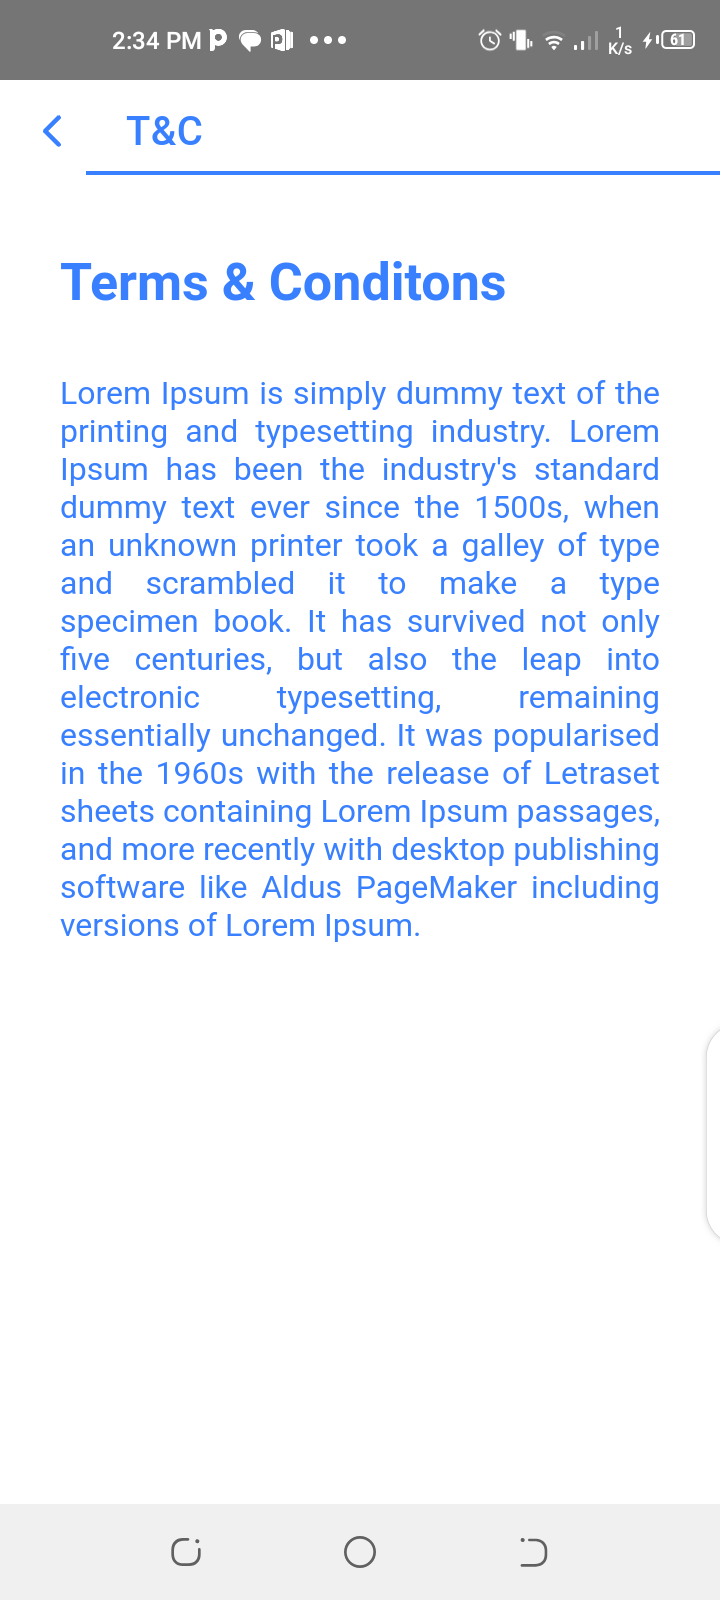 2:34 PM
1
K/s
61
T&C
Terms & Conditons
Lorem Ipsum is simply dummy text of the
printing and typesetting industry. Lorem
Ipsum has been the industry's standard
dummy text ever since the 1500s, when
an unknown printer took a galley of type
and scrambled it to make a type
specimen book. It has survived not only
five centuries, but also the leap into
electronic typesetting, remaining
essentially unchanged. It was popularised
in the 1960s with the release of Letraset
sheets containing Lorem Ipsum passages,
and more recently with desktop publishing
software like Aldus PageMaker including
versions of Lorem Ipsum.